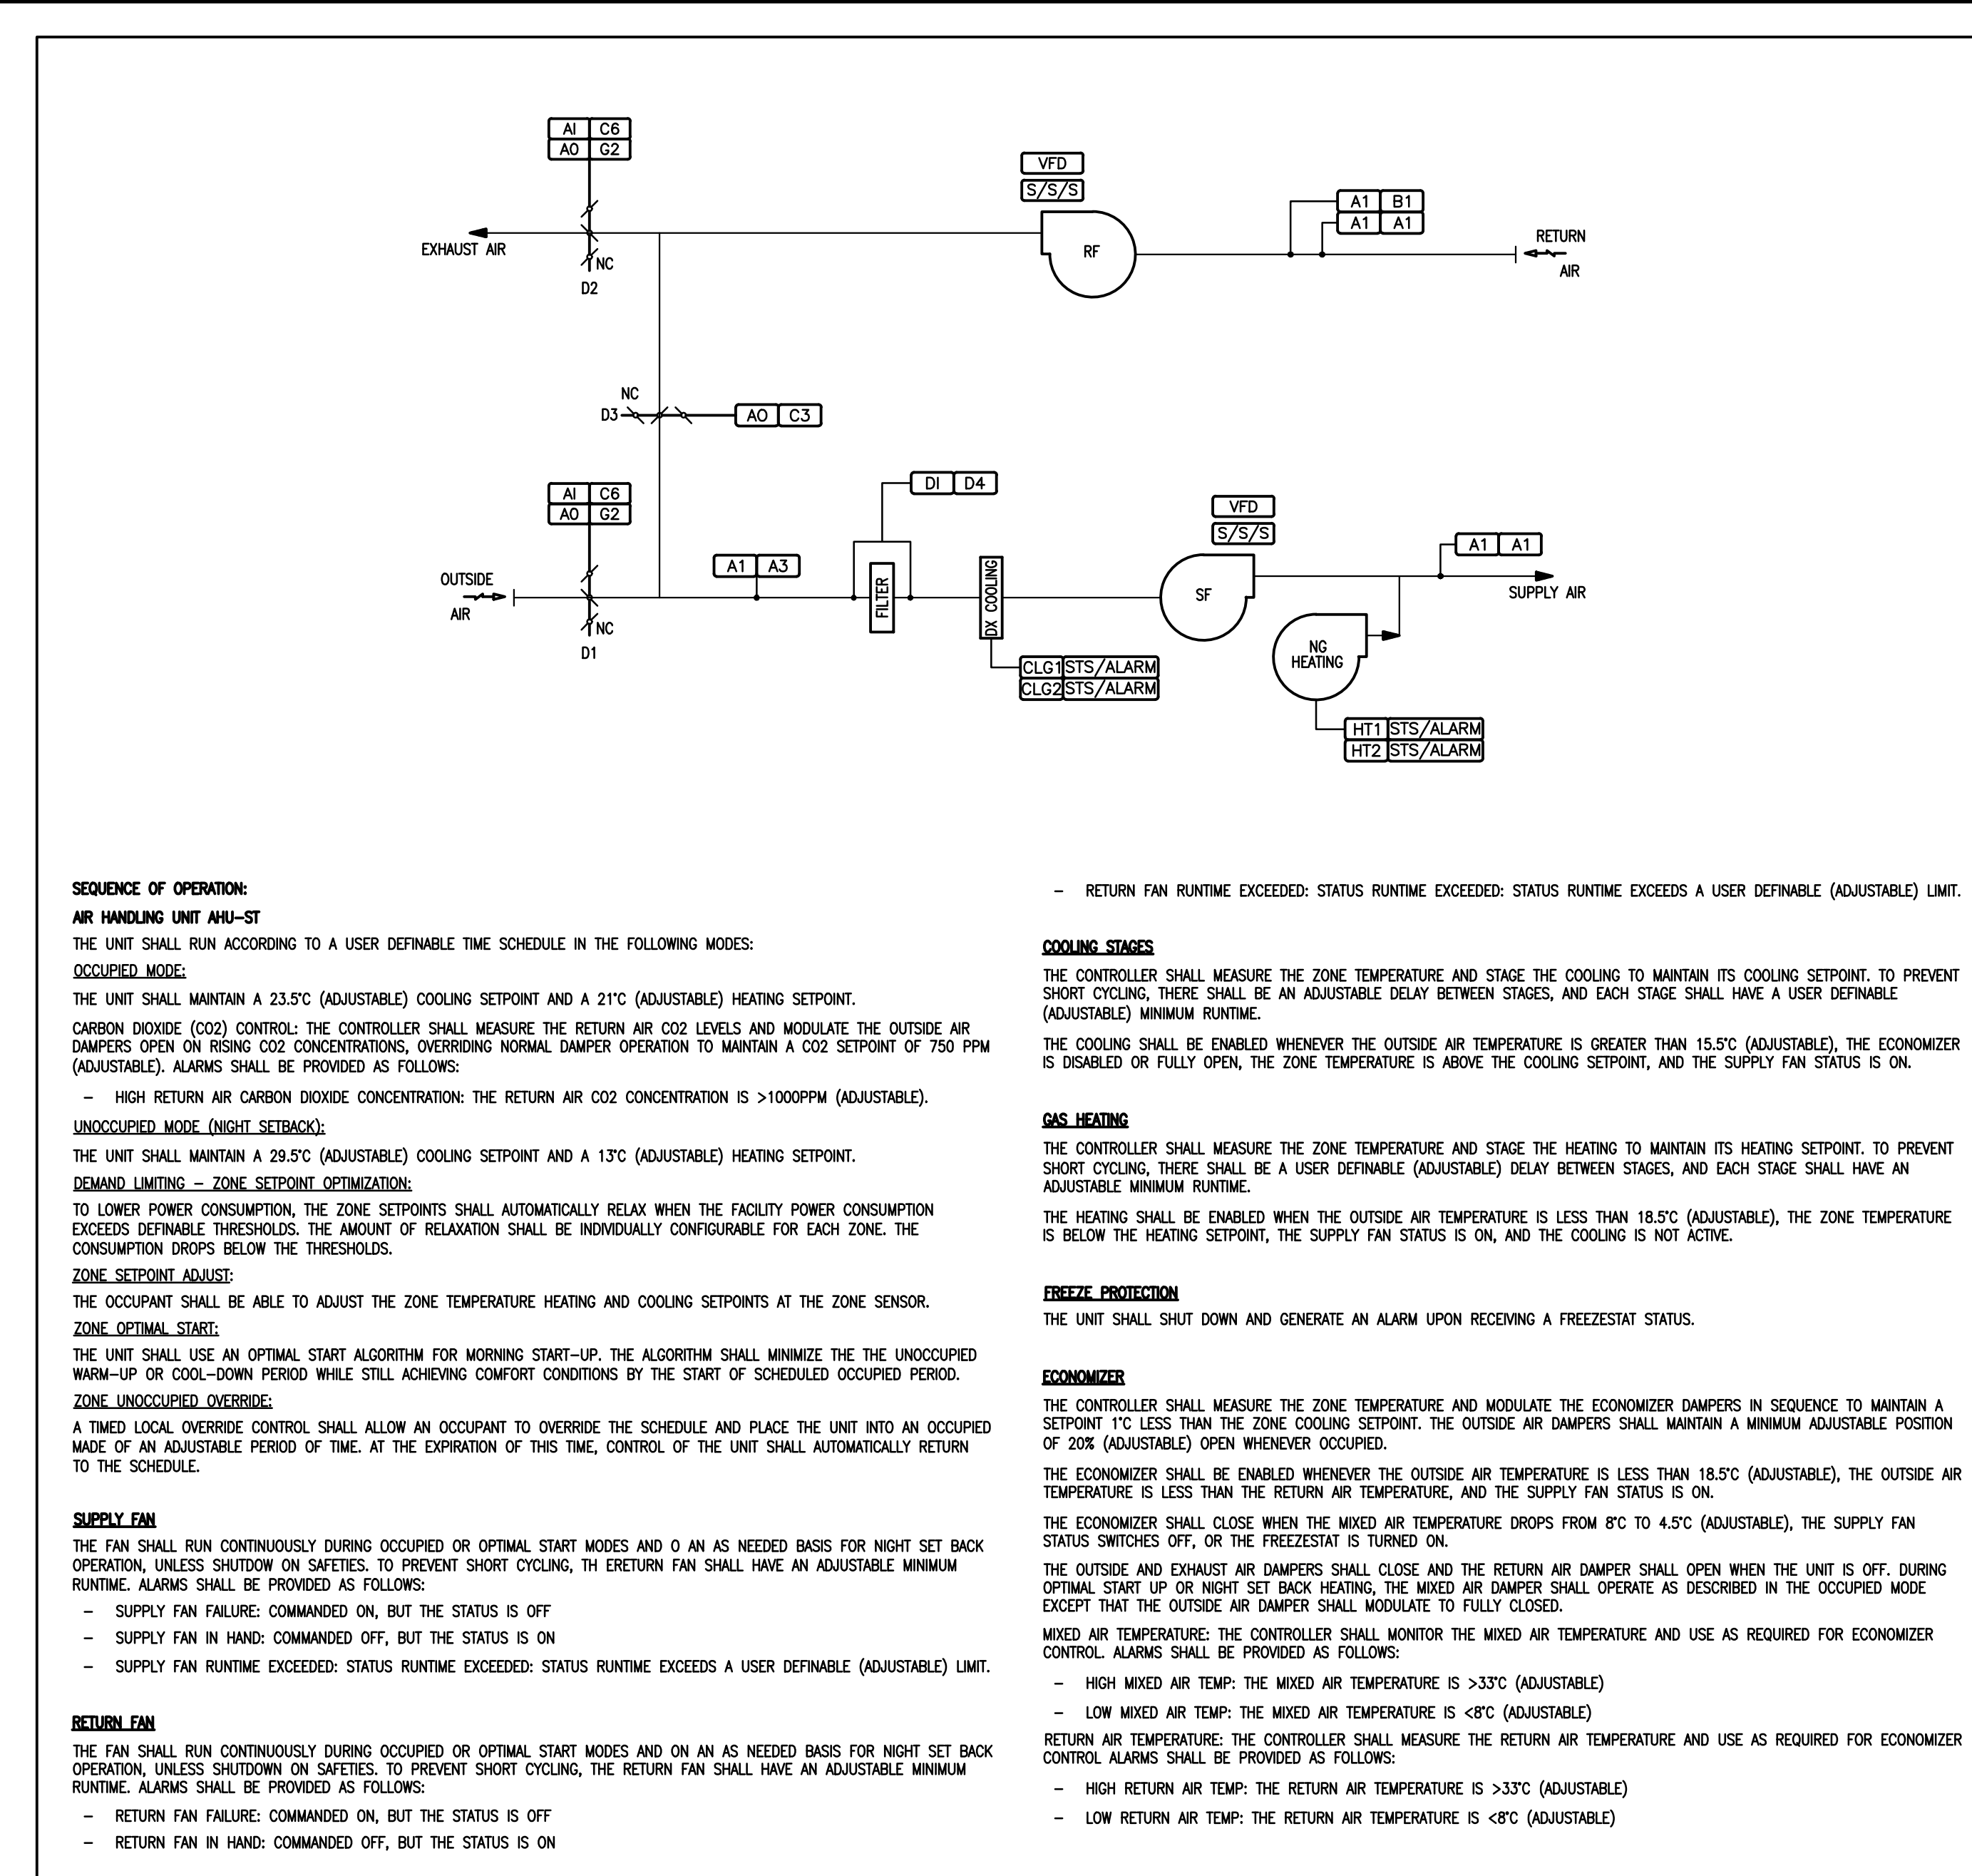 AI C6
AO G2
VFD
S/S/S
A1 B1
A1 A1
RETURN
AIR
EXHAUST AIR
RF
NC
D2
NC
D3
AO C3
DI D4
AI C6
AO G2
VFD
S/S/S
A1 A3
A1 A1
OUTSIDE
AIR
FILTER
DX COOLING
SF
SUPPLY AIR
NC
D1
NG
HEATING
CLG1 STS/ALARM
CLG2 STS/ALARM
HT1 STS/ALARM
HT2 STS/ALARM
SEQUENCE OF OPERATION:
AIR HANDLING UNIT AHU-ST
THE UNIT SHALL RUN ACCORDING TO A USER DEFINABLE TIME SCHEDULE IN THE FOLLOWING MODES:
OCCUPIED MODE:
THE UNIT SHALL MAINTAIN A 23.5°C (ADJUSTABLE) COOLING SETPOINT AND A 21°C (ADJUSTABLE) HEATING SETPOINT.
CARBON DIOXIDE (CO2) CONTROL: THE CONTROLLER SHALL MEASURE THE RETURN AIR CO2 LEVELS AND MODULATE THE OUTSIDE AIR
DAMPERS OPEN ON RISING CO2 CONCENTRATIONS, OVERRIDING NORMAL DAMPER OPERATION TO MAINTAIN A CO2 SETPOINT OF 750 PPM
(ADJUSTABLE). ALARMS SHALL BE PROVIDED AS FOLLOWS:
- HIGH RETURN AIR CARBON DIOXIDE CONCENTRATION: THE RETURN AIR CO2 CONCENTRATION IS >1000PPM (ADJUSTABLE).
UNOCCUPIED MODE (NIGHT SETBACK):
THE UNIT SHALL MAINTAIN A 29.5°C (ADJUSTABLE) COOLING SETPOINT AND A 13°C (ADJUSTABLE) HEATING SETPOINT.
DEMAND LIMITING - ZONE SETPOINT OPTIMIZATION:
TO LOWER POWER CONSUMPTION, THE ZONE SETPOINTS SHALL AUTOMATICALLY RELAX WHEN THE FACILITY POWER CONSUMPTION
EXCEEDS DEFINABLE THRESHOLDS. THE AMOUNT OF RELAXATION SHALL BE INDIVIDUALLY CONFIGURABLE FOR EACH ZONE. THE
CONSUMPTION DROPS BELOW THE THRESHOLDS.
ZONE SETPOINT ADJUST:
THE OCCUPANT SHALL BE ABLE TO ADJUST THE ZONE TEMPERATURE HEATING AND COOLING SETPOINTS AT THE ZONE SENSOR.
ZONE OPTIMAL START:
THE UNIT SHALL USE AN OPTIMAL START ALGORITHM FOR MORNING START-UP. THE ALGORITHM SHALL MINIMIZE THE THE UNOCCUPIED
WARM-UP OR COOL-DOWN PERIOD WHILE STILL ACHIEVING COMFORT CONDITIONS BY THE START OF SCHEDULED OCCUPIED PERIOD.
ZONE UNOCCUPIED OVERRIDE:
A TIMED LOCAL OVERRIDE CONTROL SHALL ALLOW AN OCCUPANT TO OVERRIDE THE SCHEDULE AND PLACE THE UNIT INTO AN OCCUPIED
MADE OF AN ADJUSTABLE PERIOD OF TIME. AT THE EXPIRATION OF THIS TIME, CONTROL OF THE UNIT SHALL AUTOMATICALLY RETURN
TO THE SCHEDULE.
SUPPLY FAN
THE FAN SHALL RUN CONTINUOUSLY DURING OCCUPIED OR OPTIMAL START MODES AND O AN AS NEEDED BASIS FOR NIGHT SET BACK
OPERATION, UNLESS SHUTDOW ON SAFETIES. TO PREVENT SHORT CYCLING, TH ERETURN FAN SHALL HAVE AN ADJUSTABLE MINIMUM
RUNTIME. ALARMS SHALL BE PROVIDED AS FOLLOWS:
- SUPPLY FAN FAILURE: COMMANDED ON, BUT THE STATUS IS OFF
- SUPPLY FAN IN HAND: COMMANDED OFF, BUT THE STATUS IS ON
- SUPPLY FAN RUNTIME EXCEEDED: STATUS RUNTIME EXCEEDED: STATUS RUNTIME EXCEEDS A USER DEFINABLE (ADJUSTABLE) LIMIT.
RETURN FAN
THE FAN SHALL RUN CONTINUOUSLY DURING OCCUPIED OR OPTIMAL START MODES AND ON AN AS NEEDED BASIS FOR NIGHT SET BACK
OPERATION, UNLESS SHUTDOWN ON SAFETIES. TO PREVENT SHORT CYCLING, THE RETURN FAN SHALL HAVE AN ADJUSTABLE MINIMUM
RUNTIME. ALARMS SHALL BE PROVIDED AS FOLLOWS:
- RETURN FAN FAILURE: COMMANDED ON, BUT THE STATUS IS OFF
- RETURN FAN IN HAND: COMMANDED OFF, BUT THE STATUS IS ON
- RETURN FAN RUNTIME EXCEEDED: STATUS RUNTIME EXCEEDED: STATUS RUNTIME EXCEEDS A USER DEFINABLE (ADJUSTABLE) LIMIT.
COOLING STAGES
THE CONTROLLER SHALL MEASURE THE ZONE TEMPERATURE AND STAGE THE COOLING TO MAINTAIN ITS COOLING SETPOINT. TO PREVENT
SHORT CYCLING, THERE SHALL BE AN ADJUSTABLE DELAY BETWEEN STAGES, AND EACH STAGE SHALL HAVE A USER DEFINABLE
(ADJUSTABLE) MINIMUM RUNTIME.
THE COOLING SHALL BE ENABLED WHENEVER THE OUTSIDE AIR TEMPERATURE IS GREATER THAN 15.5°C (ADJUSTABLE), THE ECONOMIZER
IS DISABLED OR FULLY OPEN, THE ZONE TEMPERATURE IS ABOVE THE COOLING SETPOINT, AND THE SUPPLY FAN STATUS IS ON.
GAS HEATING
THE CONTROLLER SHALL MEASURE THE ZONE TEMPERATURE AND STAGE THE HEATING TO MAINTAIN ITS HEATING SETPOINT. TO PREVENT
SHORT CYCLING, THERE SHALL BE A USER DEFINABLE (ADJUSTABLE) DELAY BETWEEN STAGES, AND EACH STAGE SHALL HAVE AN
ADJUSTABLE MINIMUM RUNTIME.
THE HEATING SHALL BE ENABLED WHEN THE OUTSIDE AIR TEMPERATURE IS LESS THAN 18.5°C (ADJUSTABLE), THE ZONE TEMPERATURE
IS BELOW THE HEATING SETPOINT, THE SUPPLY FAN STATUS IS ON, AND THE COOLING IS NOT ACTIVE.
FREEZE PROTECTION
THE UNIT SHALL SHUT DOWN AND GENERATE AN ALARM UPON RECEIVING A FREEZESTAT STATUS.
ECONOMIZER
THE CONTROLLER SHALL MEASURE THE ZONE TEMPERATURE AND MODULATE THE ECONOMIZER DAMPERS IN SEQUENCE TO MAINTAIN A
SETPOINT 1°C LESS THAN THE ZONE COOLING SETPOINT. THE OUTSIDE AIR DAMPERS SHALL MAINTAIN A MINIMUM ADJUSTABLE POSITION
OF 20% (ADJUSTABLE) OPEN WHENEVER OCCUPIED.
THE ECONOMIZER SHALL BE ENABLED WHENEVER THE OUTSIDE AIR TEMPERATURE IS LESS THAN 18.5°C (ADJUSTABLE), THE OUTSIDE AIR
TEMPERATURE IS LESS THAN THE RETURN AIR TEMPERATURE, AND THE SUPPLY FAN STATUS IS ON.
THE ECONOMIZER SHALL CLOSE WHEN THE MIXED AIR TEMPERATURE DROPS FROM 8°C TO 4.5°C (ADJUSTABLE), THE SUPPLY FAN
STATUS SWITCHES OFF, OR THE FREEZESTAT IS TURNED ON.
THE OUTSIDE AND EXHAUST AIR DAMPERS SHALL CLOSE AND THE RETURN AIR DAMPER SHALL OPEN WHEN THE UNIT IS OFF. DURING
OPTIMAL START UP OR NIGHT SET BACK HEATING, THE MIXED AIR DAMPER SHALL OPERATE AS DESCRIBED IN THE OCCUPIED MODE
EXCEPT THAT THE OUTSIDE AIR DAMPER SHALL MODULATE TO FULLY CLOSED.
MIXED AIR TEMPERATURE: THE CONTROLLER SHALL MONITOR THE MIXED AIR TEMPERATURE AND USE AS REQUIRED FOR ECONOMIZER
CONTROL. ALARMS SHALL BE PROVIDED AS FOLLOWS:
- HIGH MIXED AIR TEMP: THE MIXED AIR TEMPERATURE IS >33°C (ADJUSTABLE)
- LOW MIXED AIR TEMP: THE MIXED AIR TEMPERATURE IS <8°C (ADJUSTABLE)
RETURN AIR TEMPERATURE: THE CONTROLLER SHALL MEASURE THE RETURN AIR TEMPERATURE AND USE AS REQUIRED FOR ECONOMIZER
CONTROL ALARMS SHALL BE PROVIDED AS FOLLOWS:
- HIGH RETURN AIR TEMP: THE RETURN AIR TEMPERATURE IS >33°C (ADJUSTABLE)
- LOW RETURN AIR TEMP: THE RETURN AIR TEMPERATURE IS <8°C (ADJUSTABLE)